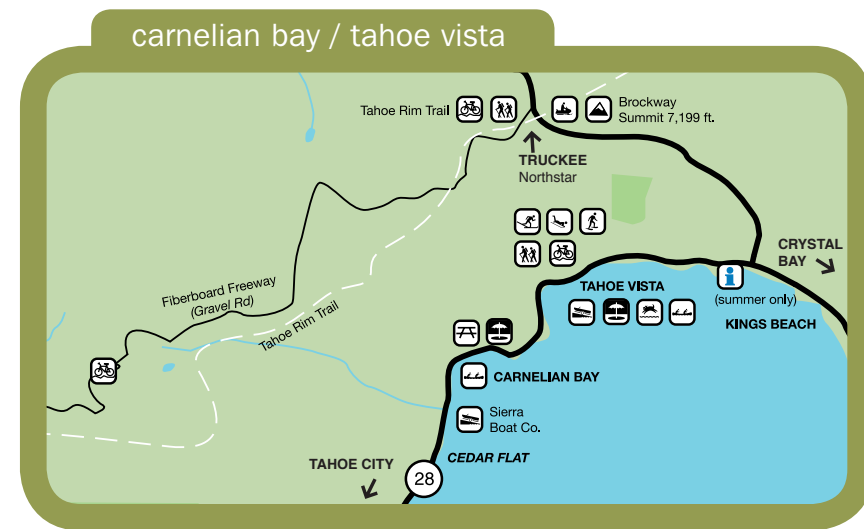 carnelian bay / tahoe vista
Tahoe Rim Trail
Brockway
Summit 7,199 ft.
TRUCKEE
Northstar
CRYSTAL
BAY
Fiberboard Freeway
(Gravel Rd)
Tahoe Rim Trail
TAHOE VISTA
i
(summer only)
KINGS BEACH
CARNELIAN BAY
Sierra
Boat Co.
CEDAR FLAT
TAHOE CITY
28